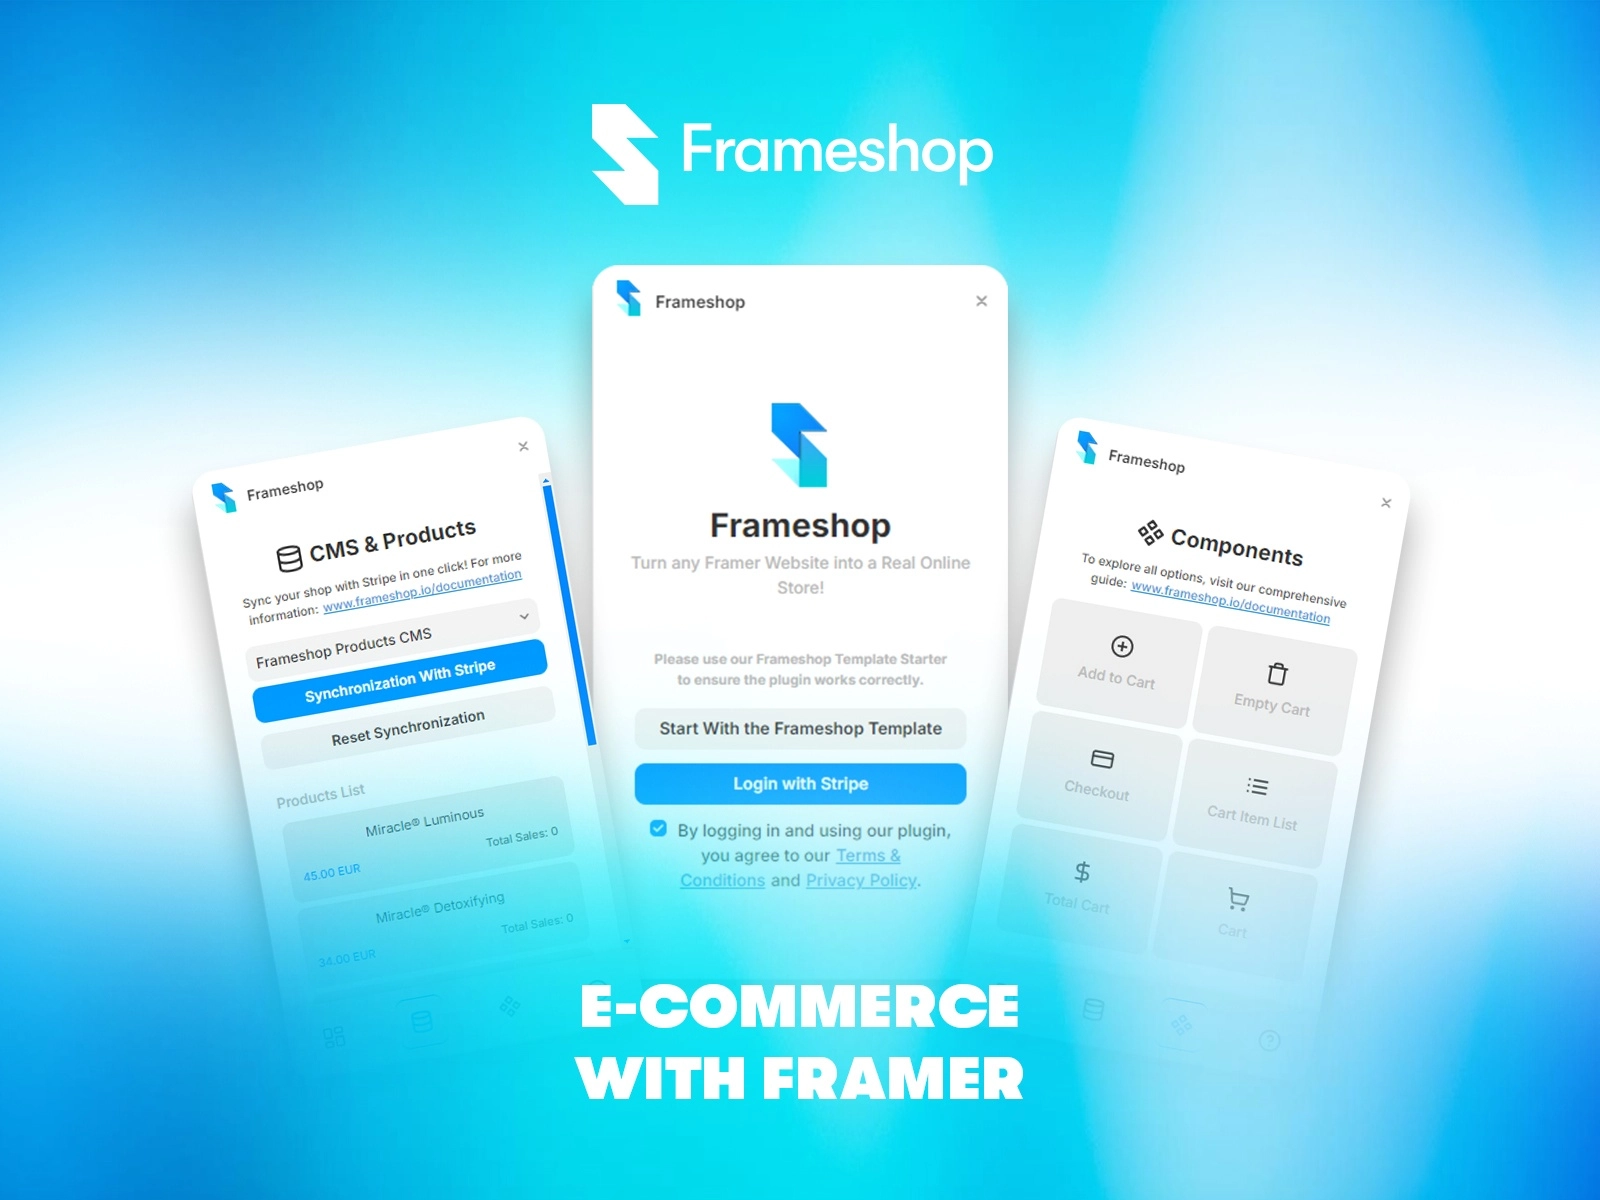 Frameshop
Frameshop
CMS & Products
Sync your shop with Stripe in one click! For more
information: www.frameshop.io/documentation
Frameshop Products CMS
Synchronization With Stripe
Reset Synchronization
Products List
Miracle® Luminous
Total Sales: 0
45.00 EUR
Miracle® Detoxifying
Total Sales: 0
34.00 EUR
Frameshop
Frameshop
Turn any Framer Website into a Real Online
Store!
Please use our Frameshop Template Starter
to ensure the plugin works correctly.
Start With the Frameshop Template
Login with Stripe
By logging in and using our plugin,
you agree to our Terms &
Conditions and Privacy Policy.
Frameshop
Components
To explore all options, visit our comprehensive
guide: www.frameshop.io/documentation
Add to Cart
Empty Cart
Checkout
Cart Item List
Total Cart
Cart
E-COMMERCE
WITH FRAMER